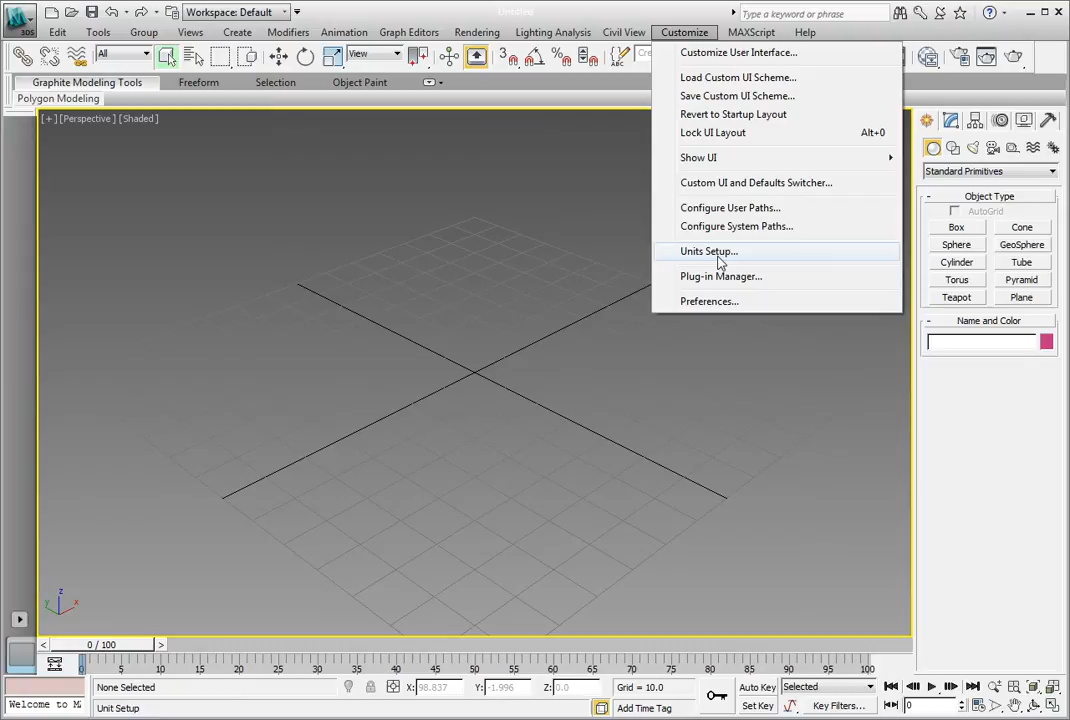 3DS
Workspace: Default
Untitled
Type a keyword or phrase
Edit Tools Group Views Create Modifiers Animation Graph Editors Rendering Lighting Analysis Civil View Customize MAXScript Help
All
View
3
Graphite Modeling Tools Freeform Selection Object Paint
Polygon Modeling
[+] [Perspective] [Shaded]
Customize User Interface...
Load Custom UI Scheme...
Save Custom UI Scheme...
Revert to Startup Layout
Lock UI Layout Alt+0
Show UI
Custom UI and Defaults Switcher...
Configure User Paths...
Configure System Paths...
Units Setup...
Plug-in Manager...
Preferences...
Standard Primitives
- Object Type
AutoGrid
Box Cone
Sphere GeoSphere
Cylinder Tube
Torus Pyramid
Teapot Plane
- Name and Color
z
y x
< 0 / 100 >
0 5 10 15 20 25 30 35 40 45 50 55 60 65 70 75 80 85 90 95 100
None Selected X: 98.837 Y: -1.996 Z: 0.0 Grid = 10.0 Auto Key Selected
Welcome to M Unit Setup Add Time Tag Set Key Key Filters... 0